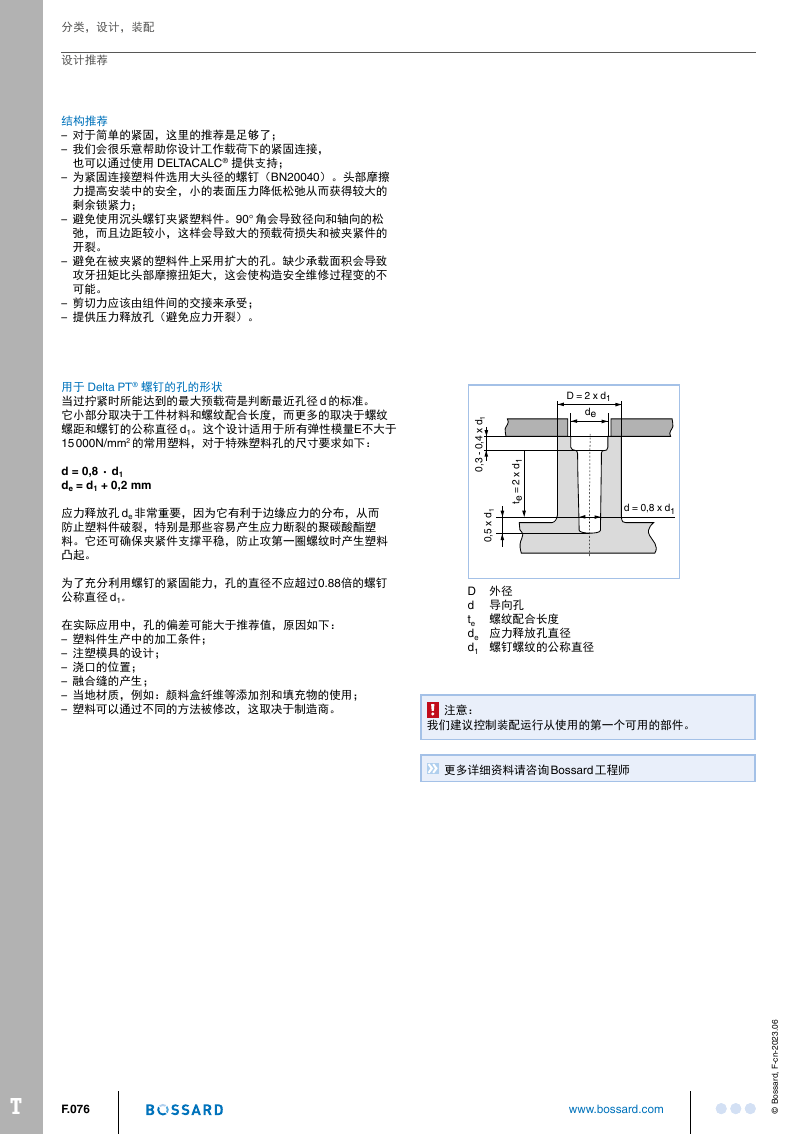 分类，设计，装配
设计推荐
结构推荐
– 对于简单的紧固，这里的推荐是足够了；
– 我们会很乐意帮助你设计工作载荷下的紧固连接，
也可以通过使用 DELTACALC® 提供支持；
– 为紧固连接塑料件选用大头径的螺钉（BN20040）。头部摩擦
力提高安装中的安全，小的表面压力降低松弛从而获得较大的
剩余锁紧力；
– 避免使用沉头螺钉夹紧塑料件。90° 角会导致径向和轴向的松
弛，而且边距较小，这样会导致大的预载荷损失和被夹紧件的
开裂。
– 避免在被夹紧的塑料件上采用扩大的孔。缺少承载面积会导致
攻牙扭矩比头部摩擦扭矩大，这会使构造安全维修过程变的不
可能。
– 剪切力应该由组件间的交接来承受；
– 提供压力释放孔（避免应力开裂）。
用于 Delta PT® 螺钉的孔的形状
当过拧紧时所能达到的最大预载荷是判断最近孔径 d 的标准。
它小部分取决于工件材料和螺纹配合长度，而更多的取决于螺纹
螺距和螺钉的公称直径 d₁。这个设计适用于所有弹性模量E不大于
15 000N/mm² 的常用塑料，对于特殊塑料孔的尺寸要求如下：
d = 0,8 · d₁
dₑ = d₁ + 0,2 mm
应力释放孔 dₑ 非常重要，因为它有利于边缘应力的分布，从而
防止塑料件破裂，特别是那些容易产生应力断裂的聚碳酸酯塑
料。它还可确保夹紧件支撑平稳，防止攻第一圈螺纹时产生塑料
凸起。
为了充分利用螺钉的紧固能力，孔的直径不应超过0.88倍的螺钉
公称直径 d₁。
在实际应用中，孔的偏差可能大于推荐值，原因如下：
– 塑料件生产中的加工条件；
– 注塑模具的设计；
– 浇口的位置；
– 融合缝的产生；
– 当地材质，例如：颜料盒纤维等添加剂和填充物的使用；
– 塑料可以通过不同的方法被修改，这取决于制造商。
D = 2 x d₁
dₑ
0,3 - 0,4 x d₁
tₑ = 2 x d₁
0,5 x d₁
d = 0,8 x d₁
D 外径
d 导向孔
tₑ 螺纹配合长度
dₑ 应力释放孔直径
d₁ 螺钉螺纹的公称直径
! 注意：
我们建议控制装配运行从使用的第一个可用的部件。
更多详细资料请咨询Bossard工程师
© Bossard, F-cn-2023.06
T
F.076
BOSSARD
www.bossard.com